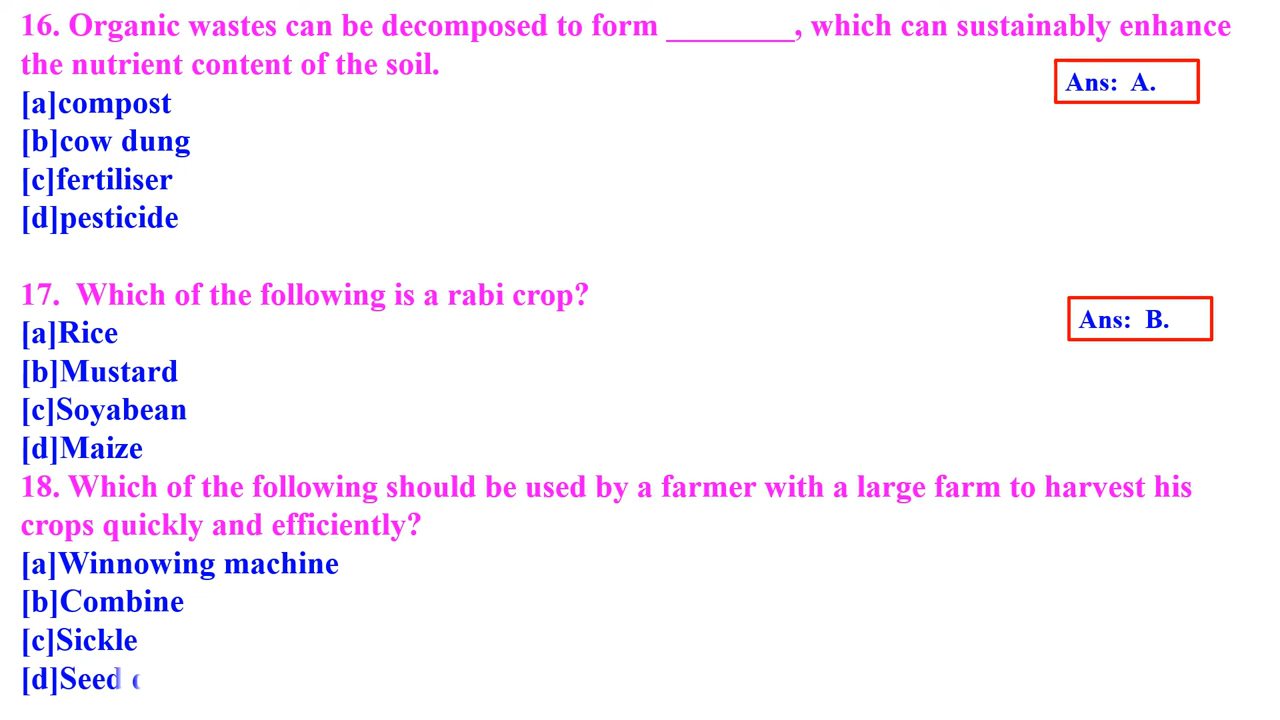 16. Organic wastes can be decomposed to form ________, which can sustainably enhance
the nutrient content of the soil.
Ans: A.
[a]compost
[b]cow dung
[c]fertiliser
[d]pesticide
17. Which of the following is a rabi crop?
Ans: B.
[a]Rice
[b]Mustard
[c]Soyabean
[d]Maize
18. Which of the following should be used by a farmer with a large farm to harvest his
crops quickly and efficiently?
[a]Winnowing machine
[b]Combine
[c]Sickle
[d]Seed